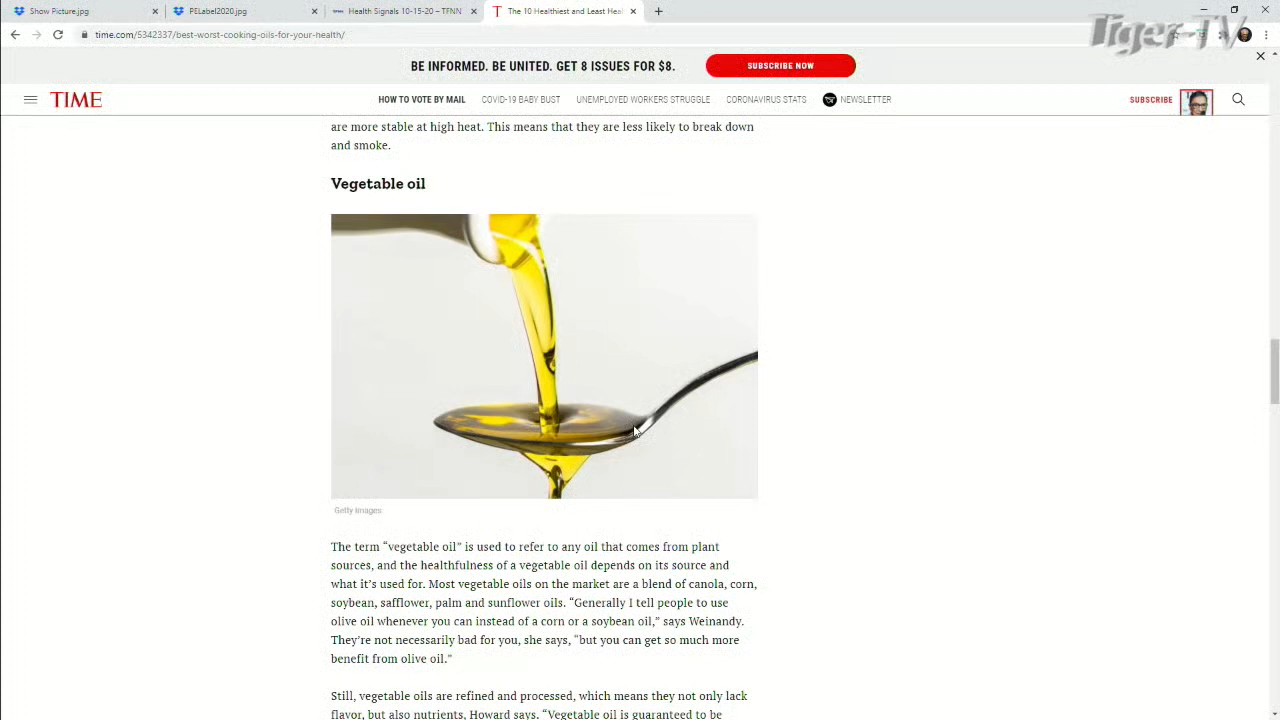 Show Picture.jpg
PELabel2020.jpg
Health Signals 10-15-20 – TFNN
The 10 Healthiest and Least Heal
time.com/5342337/best-worst-cooking-oils-for-your-health/
Tiger TV
BE INFORMED. BE UNITED. GET 8 ISSUES FOR $8.
SUBSCRIBE NOW
TIME
HOW TO VOTE BY MAIL
COVID-19 BABY BUST
UNEMPLOYED WORKERS STRUGGLE
CORONAVIRUS STATS
NEWSLETTER
SUBSCRIBE
are more stable at high heat. This means that they are less likely to break down
and smoke.
Vegetable oil
Getty Images
The term “vegetable oil” is used to refer to any oil that comes from plant
sources, and the healthfulness of a vegetable oil depends on its source and
what it’s used for. Most vegetable oils on the market are a blend of canola, corn,
soybean, safflower, palm and sunflower oils. “Generally I tell people to use
olive oil whenever you can instead of a corn or a soybean oil,” says Weinandy.
They’re not necessarily bad for you, she says, “but you can get so much more
benefit from olive oil.”
Still, vegetable oils are refined and processed, which means they not only lack
flavor, but also nutrients, Howard says. “Vegetable oil is guaranteed to be